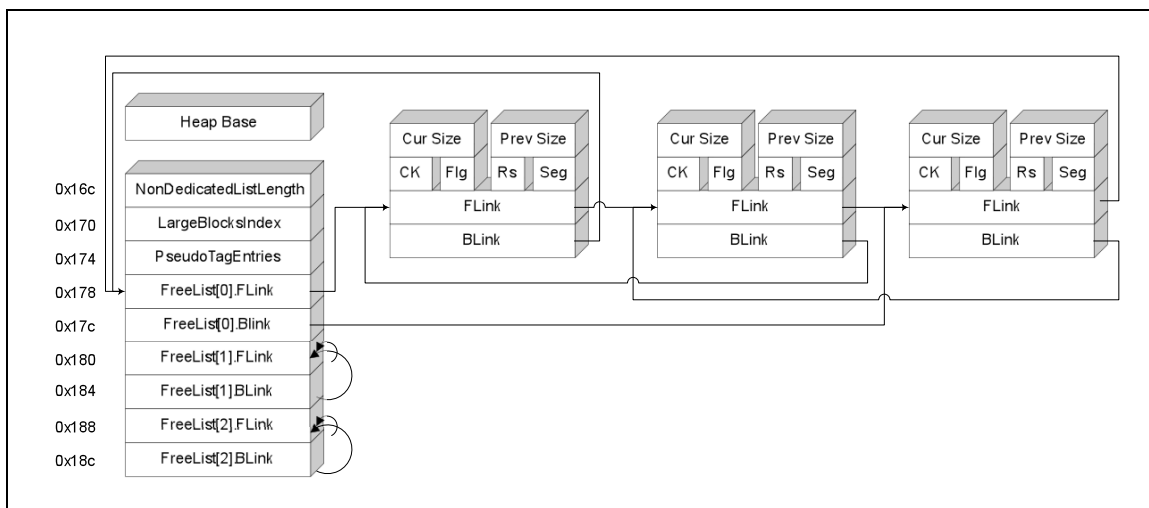 Heap Base
0x16c NonDedicatedListLength
0x170 LargeBlocksIndex
0x174 PseudoTagEntries
0x178 FreeList[0].FLink
0x17c FreeList[0].Blink
0x180 FreeList[1].FLink
0x184 FreeList[1].BLink
0x188 FreeList[2].FLink
0x18c FreeList[2].BLink
Cur Size Prev Size
CK Flg Rs Seg
FLink
BLink
Cur Size Prev Size
CK Flg Rs Seg
FLink
BLink
Cur Size Prev Size
CK Flg Rs Seg
FLink
BLink